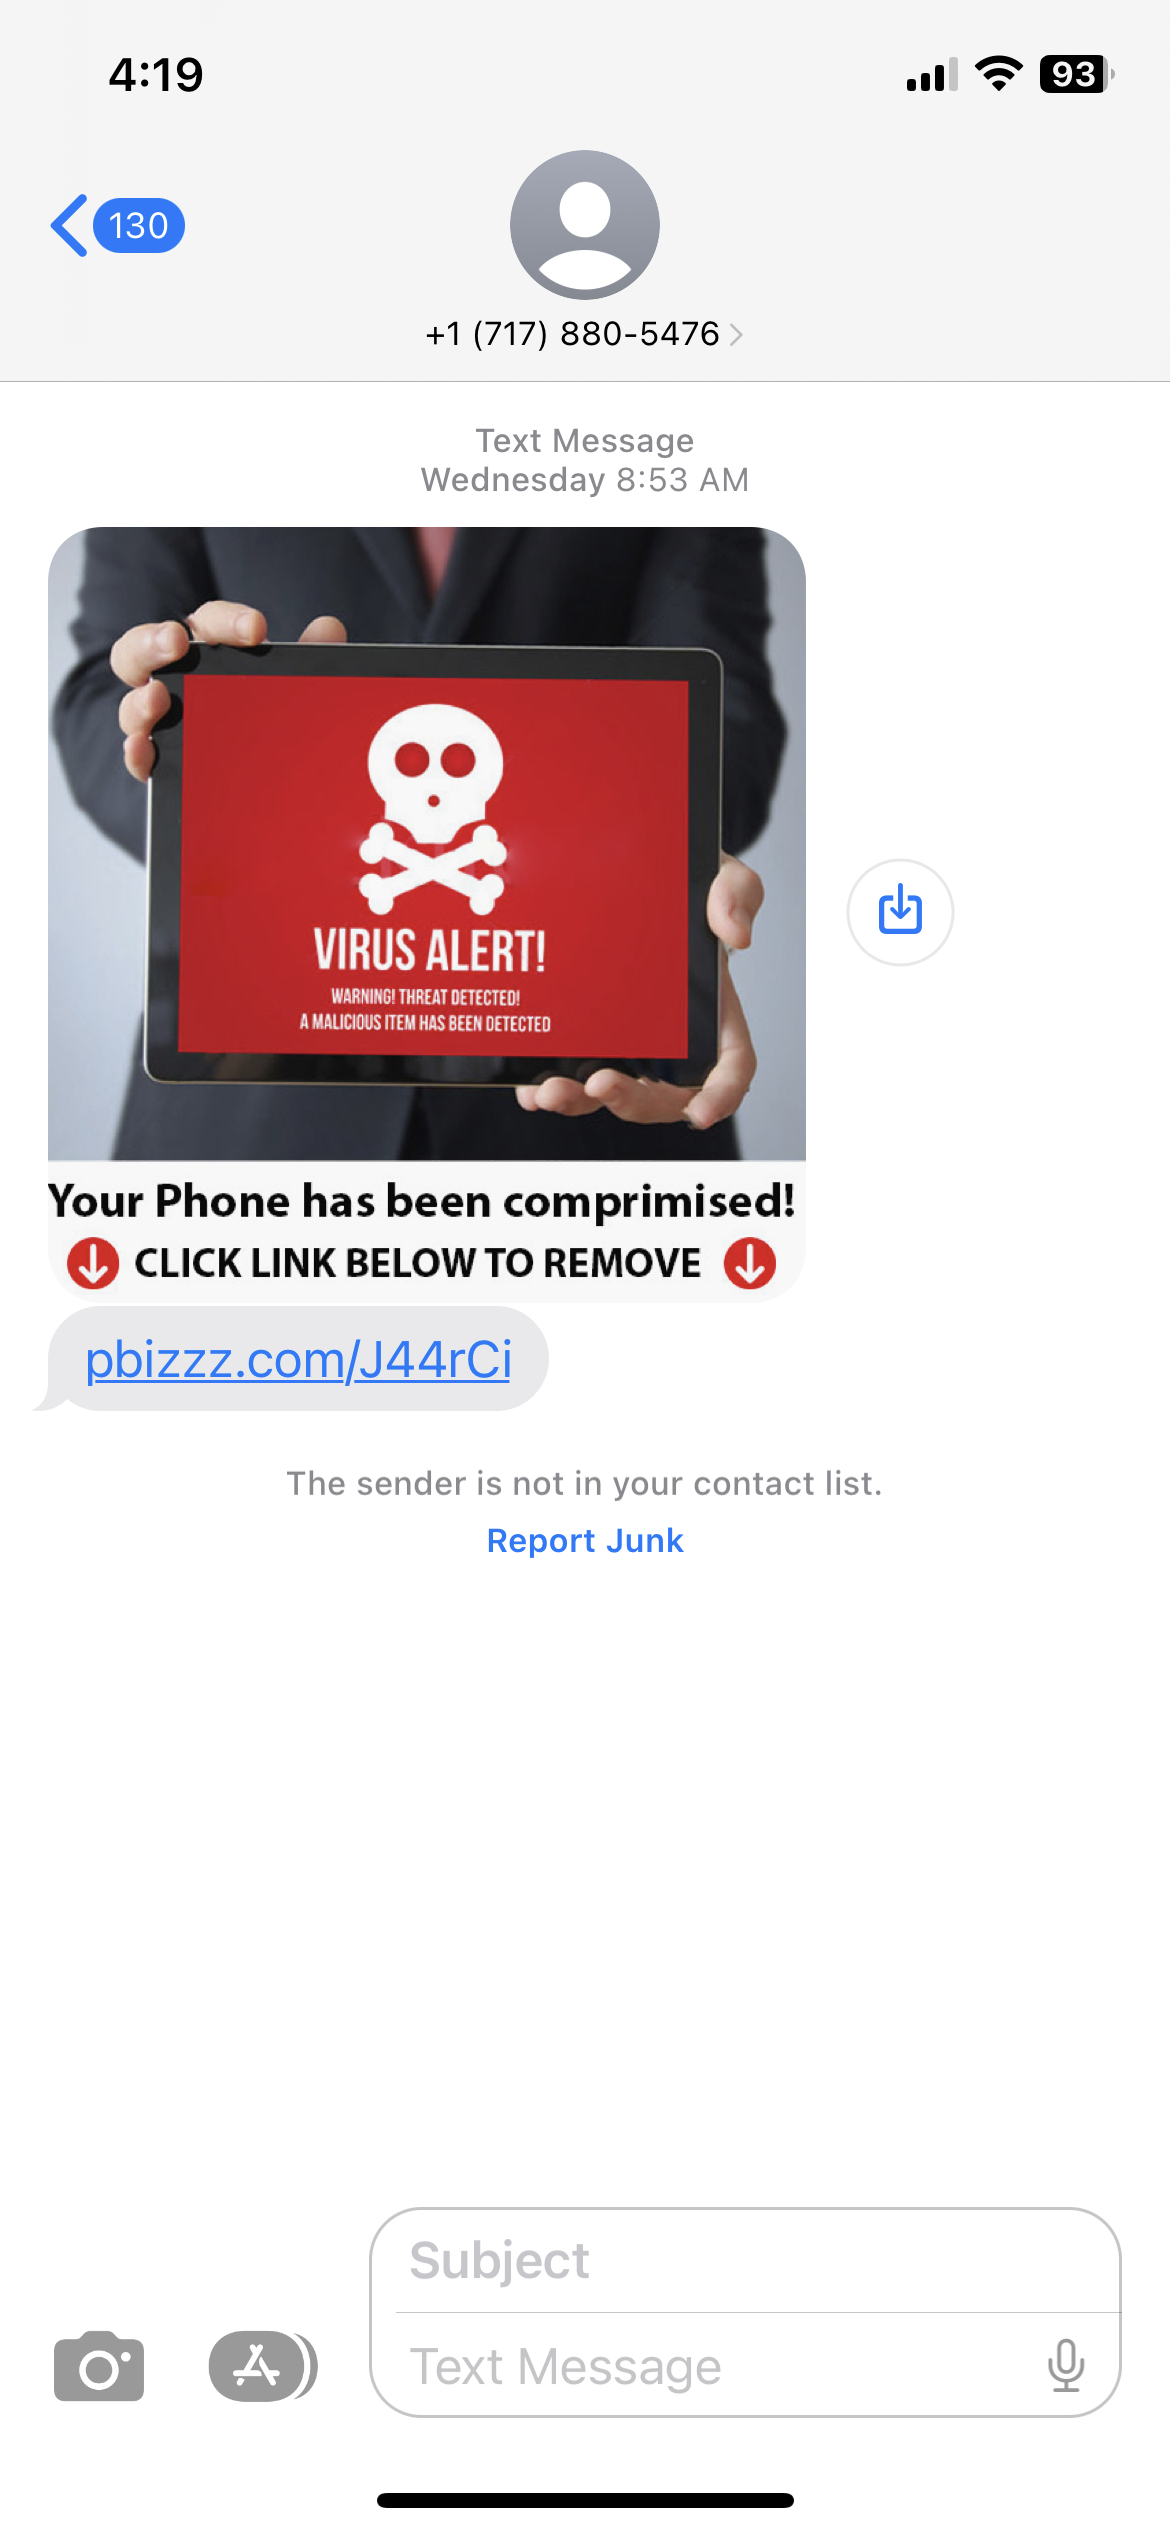 4:19
93
130
+1 (717) 880-5476
Text Message
Wednesday 8:53 AM
VIRUS ALERT!
WARNING! THREAT DETECTED!
A MALICIOUS ITEM HAS BEEN DETECTED
Your Phone has been comprimised!
CLICK LINK BELOW TO REMOVE
pbizzz.com/J44rCi
The sender is not in your contact list.
Report Junk
Subject
Text Message